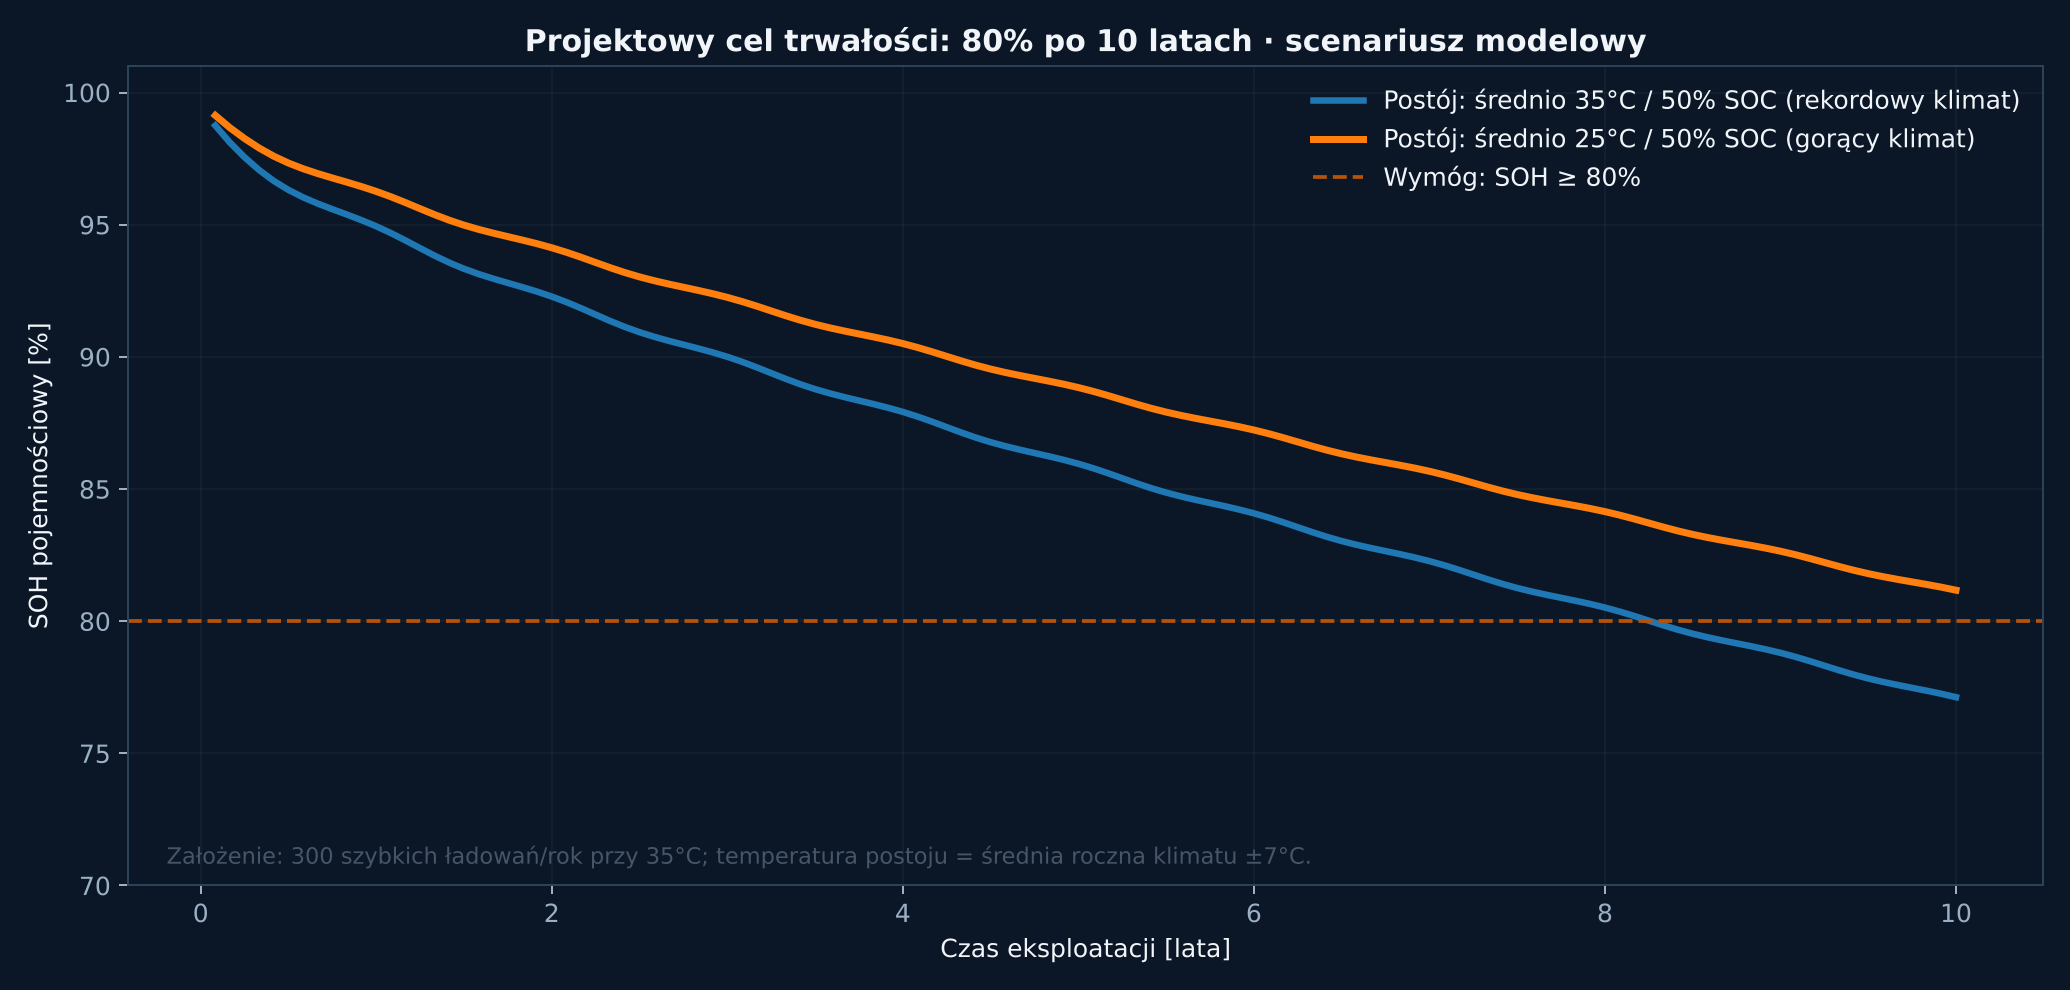 Projektowy cel trwałości: 80% po 10 latach · scenariusz modelowy
Postój: średnio 35°C / 50% SOC (rekordowy klimat)
Postój: średnio 25°C / 50% SOC (gorący klimat)
Wymóg: SOH ≥ 80%
SOH pojemnościowy [%]
100
95
90
85
80
75
70
Założenie: 300 szybkich ładowań/rok przy 35°C; temperatura postoju = średnia roczna klimatu ±7°C.
0 2 4 6 8 10
Czas eksploatacji [lata]